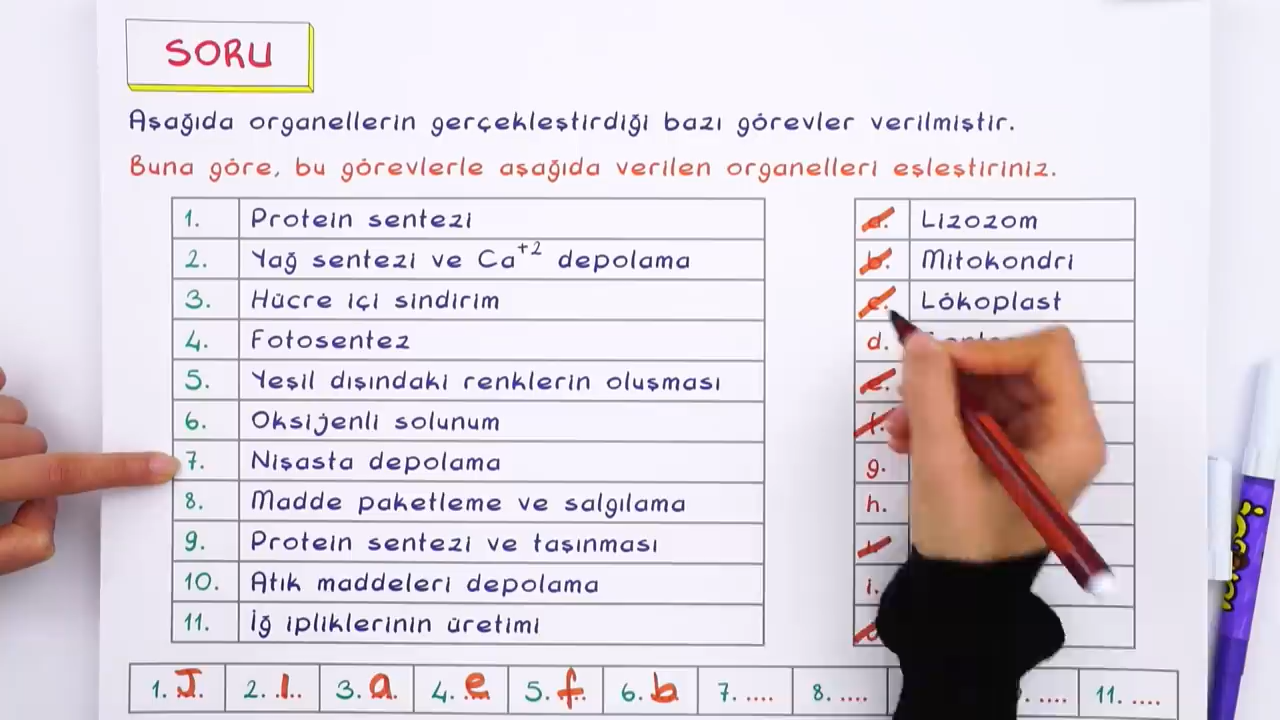 SORU
Aşağıda organellerin gerçekleştirdiği bazı görevler verilmiştir.
Buna göre, bu görevlerle aşağıda verilen organelleri eşleştiriniz.
1. Protein sentezi
2. Yağ sentezi ve Ca⁺² depolama
3. Hücre içi sindirim
4. Fotosentez
5. Yeşil dışındaki renklerin oluşması
6. Oksijenli solunum
7. Nişasta depolama
8. Madde paketleme ve salgılama
9. Protein sentezi ve taşınması
10. Atık maddeleri depolama
11. İğ ipliklerinin üretimi
a. Lizozom
b. Mitokondri
c. Lökoplast
d.
e.
f.
g.
h.
i.
1. J. 2. .ı.. 3. a. 4. e 5. f. 6. b 7. .... 8. .... .... 11. ....